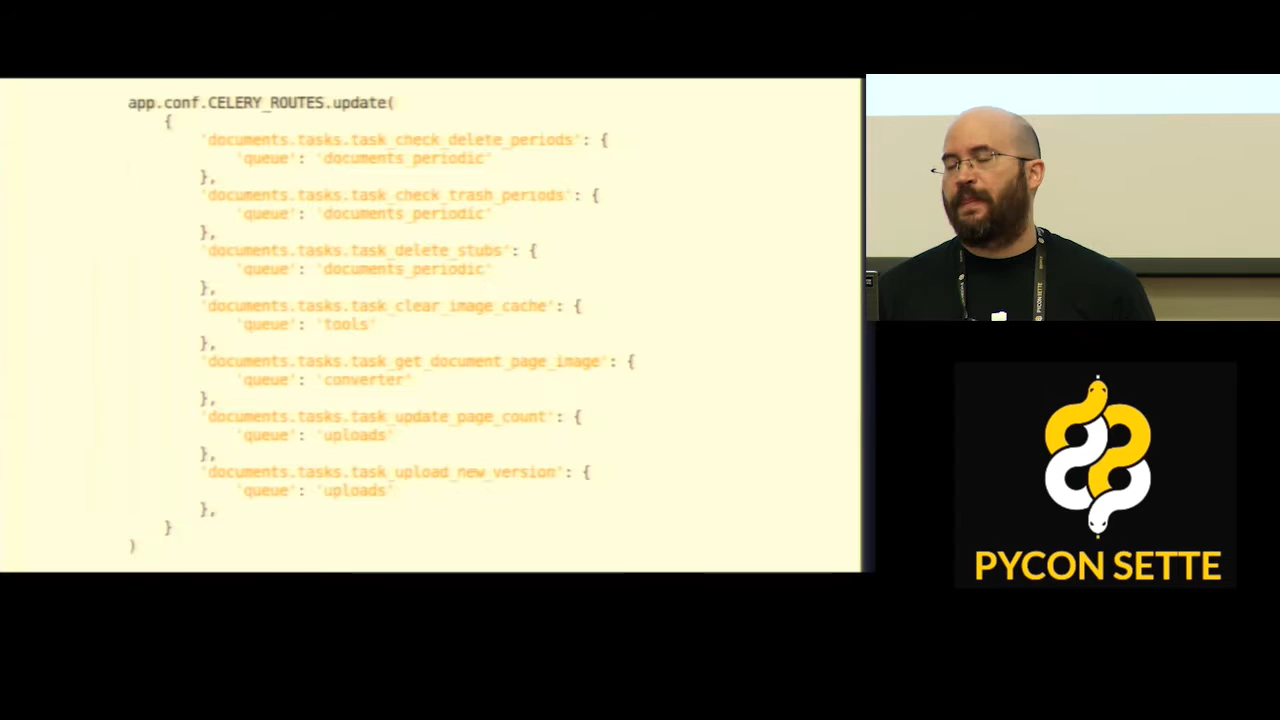 app.conf.CELERY_ROUTES.update(
{
'documents.tasks.task_check_delete_periods': {
'queue': 'documents_periodic'
},
'documents.tasks.task_check_trash_periods': {
'queue': 'documents_periodic'
},
'documents.tasks.task_delete_stubs': {
'queue': 'documents_periodic'
},
'documents.tasks.task_clear_image_cache': {
'queue': 'tools'
},
'documents.tasks.task_get_document_page_image': {
'queue': 'converter'
},
'documents.tasks.task_update_page_count': {
'queue': 'uploads'
},
'documents.tasks.task_upload_new_version': {
'queue': 'uploads'
},
}
)
PYCON SETTE
PYCON SETTE